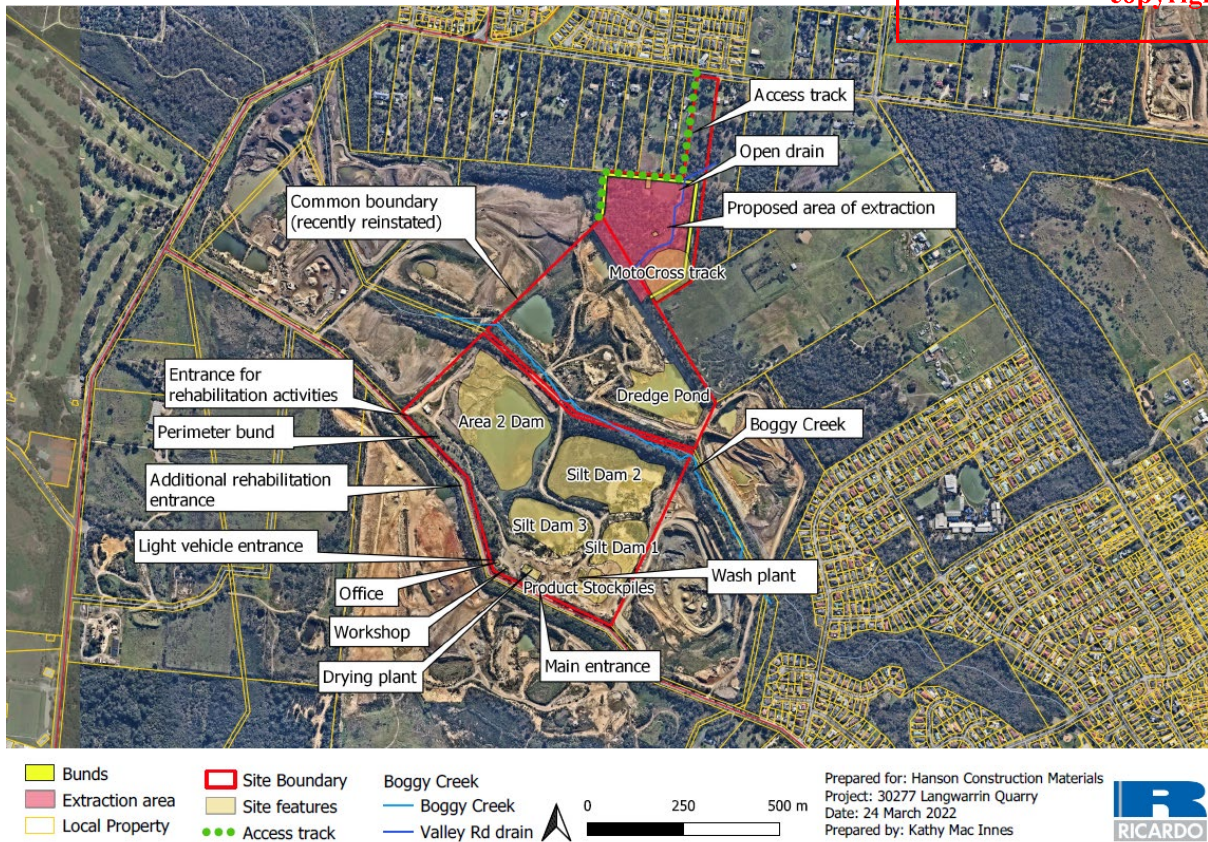 copyrig
Access track
Open drain
Common boundary
(recently reinstated)
Proposed area of extraction
MotoCross track
Entrance for
rehabilitation activities
Dredge Pond
Area 2 Dam
Boggy Creek
Perimeter bund
Silt Dam 2
Additional rehabilitation
entrance
Silt Dam 3
Light vehicle entrance
Silt Dam 1
Wash plant
Office
Product Stockpiles
Workshop
Main entrance
Drying plant
Bunds
Extraction area
Local Property
Site Boundary
Site features
Access track
Boggy Creek
Boggy Creek
Valley Rd drain
0 250 500 m
Prepared for: Hanson Construction Materials
Project: 30277 Langwarrin Quarry
Date: 24 March 2022
Prepared by: Kathy Mac Innes
R
RICARDO